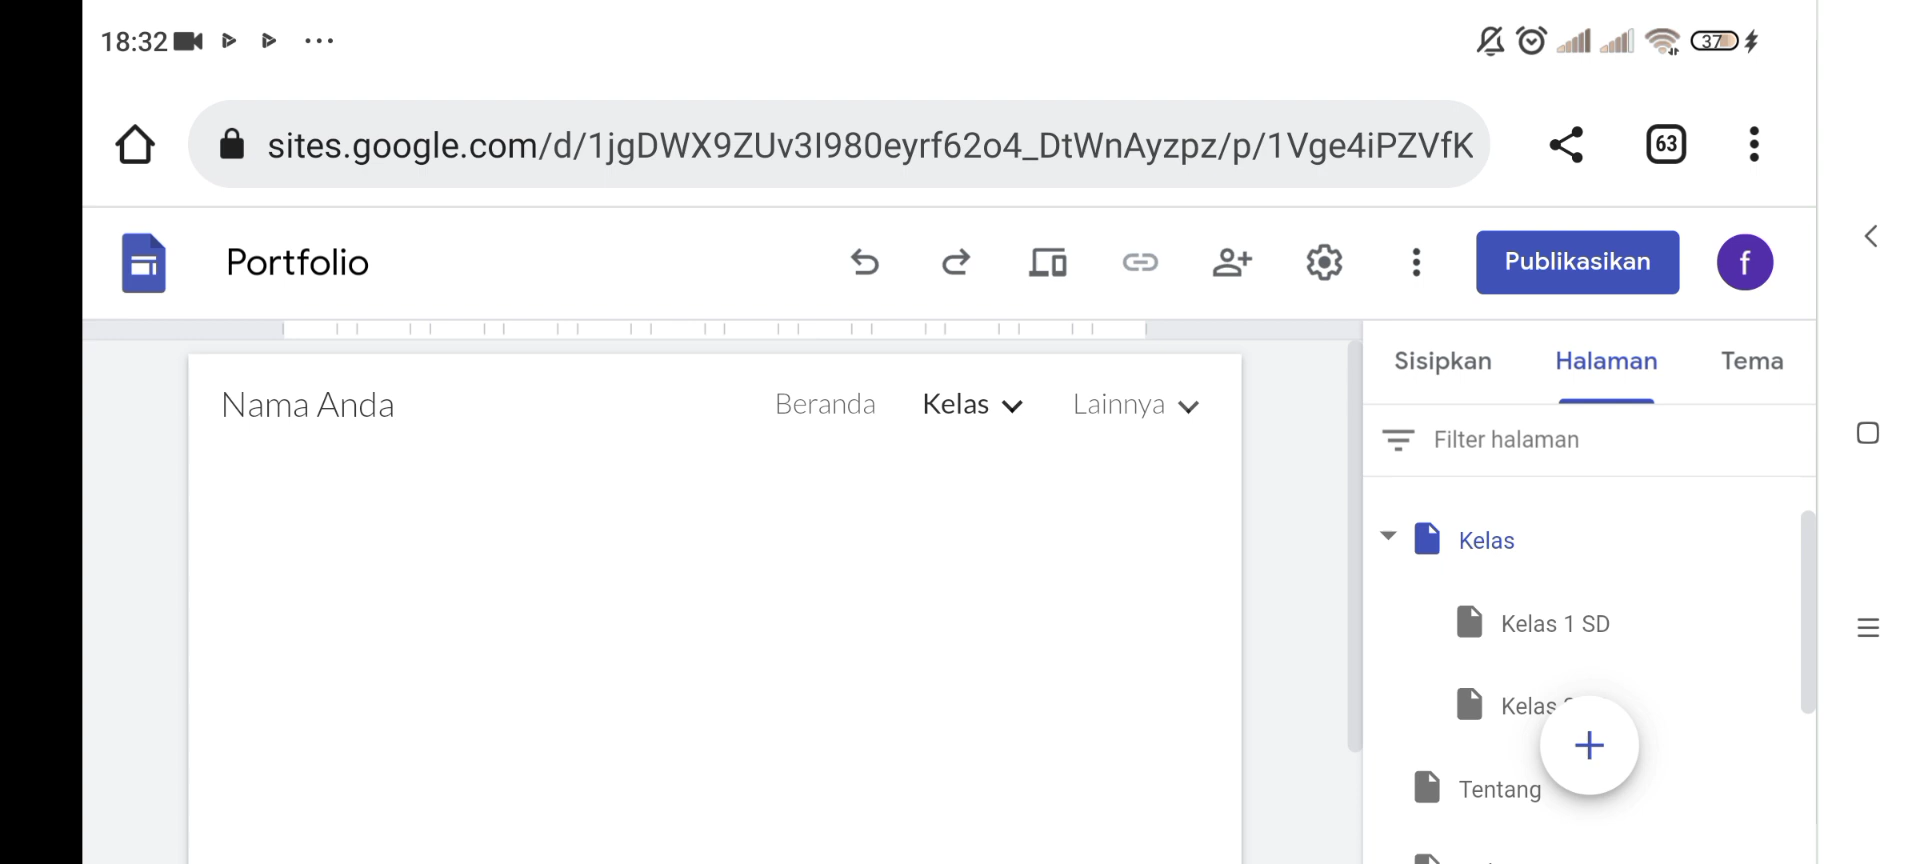 18:32
37
sites.google.com/d/1jgDWX9ZUv3I980eyrf62o4_DtWnAyzpz/p/1Vge4iPZVfK
63
Portfolio
Publikasikan
f
Sisipkan Halaman Tema
Nama Anda Beranda Kelas Lainnya
Filter halaman
Kelas
Kelas 1 SD
Kelas
Tentang